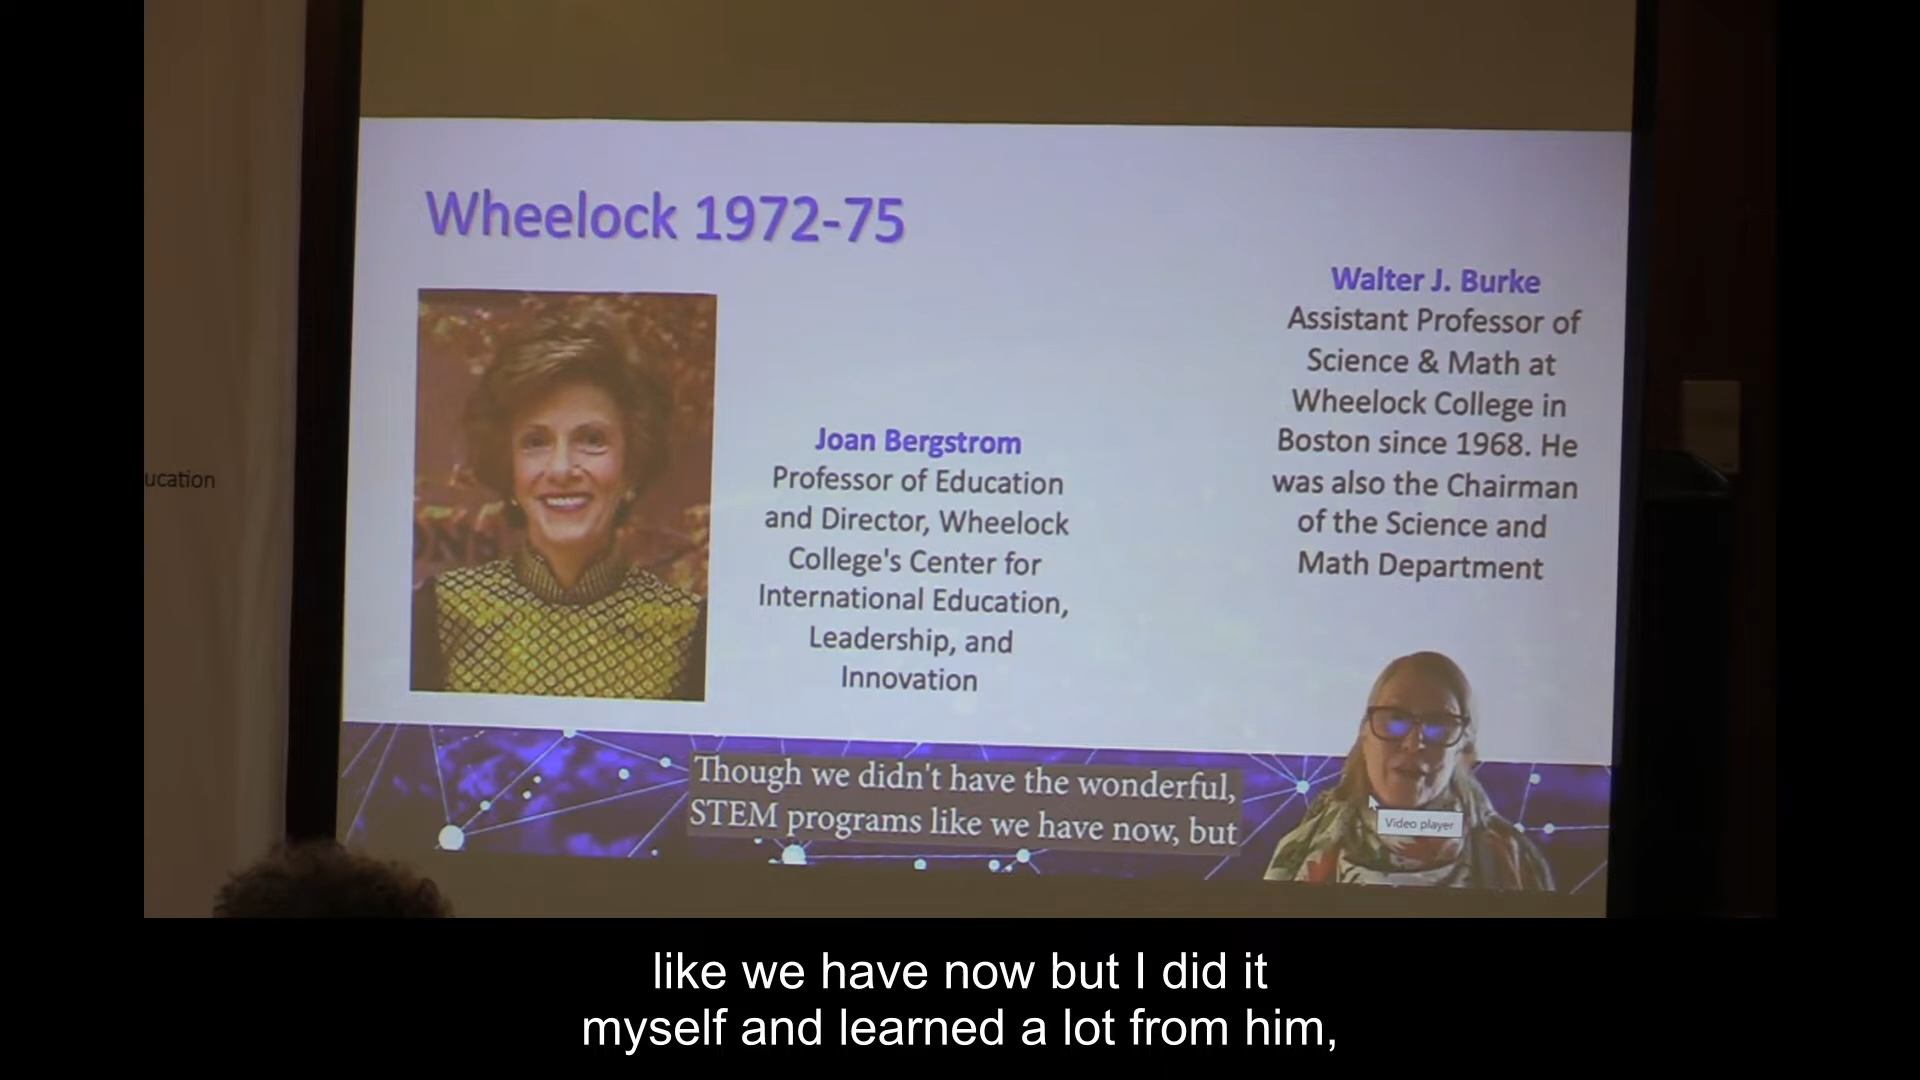 Wheelock 1972-75
Joan Bergstrom
Professor of Education
and Director, Wheelock
College's Center for
International Education,
Leadership, and
Innovation
Walter J. Burke
Assistant Professor of
Science & Math at
Wheelock College in
Boston since 1968. He
was also the Chairman
of the Science and
Math Department
ucation
Though we didn't have the wonderful,
STEM programs like we have now, but
Video player
like we have now but I did it
myself and learned a lot from him,